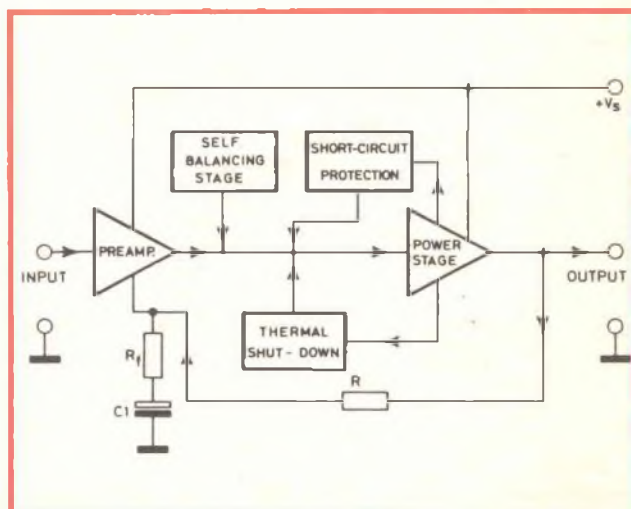 +Vs
SELF
BALANCING
STAGE
SHORT-CIRCUIT
PROTECTION
PREAMP.
POWER
STAGE
INPUT
OUTPUT
THERMAL
SHUT-DOWN
Rf
R
C1